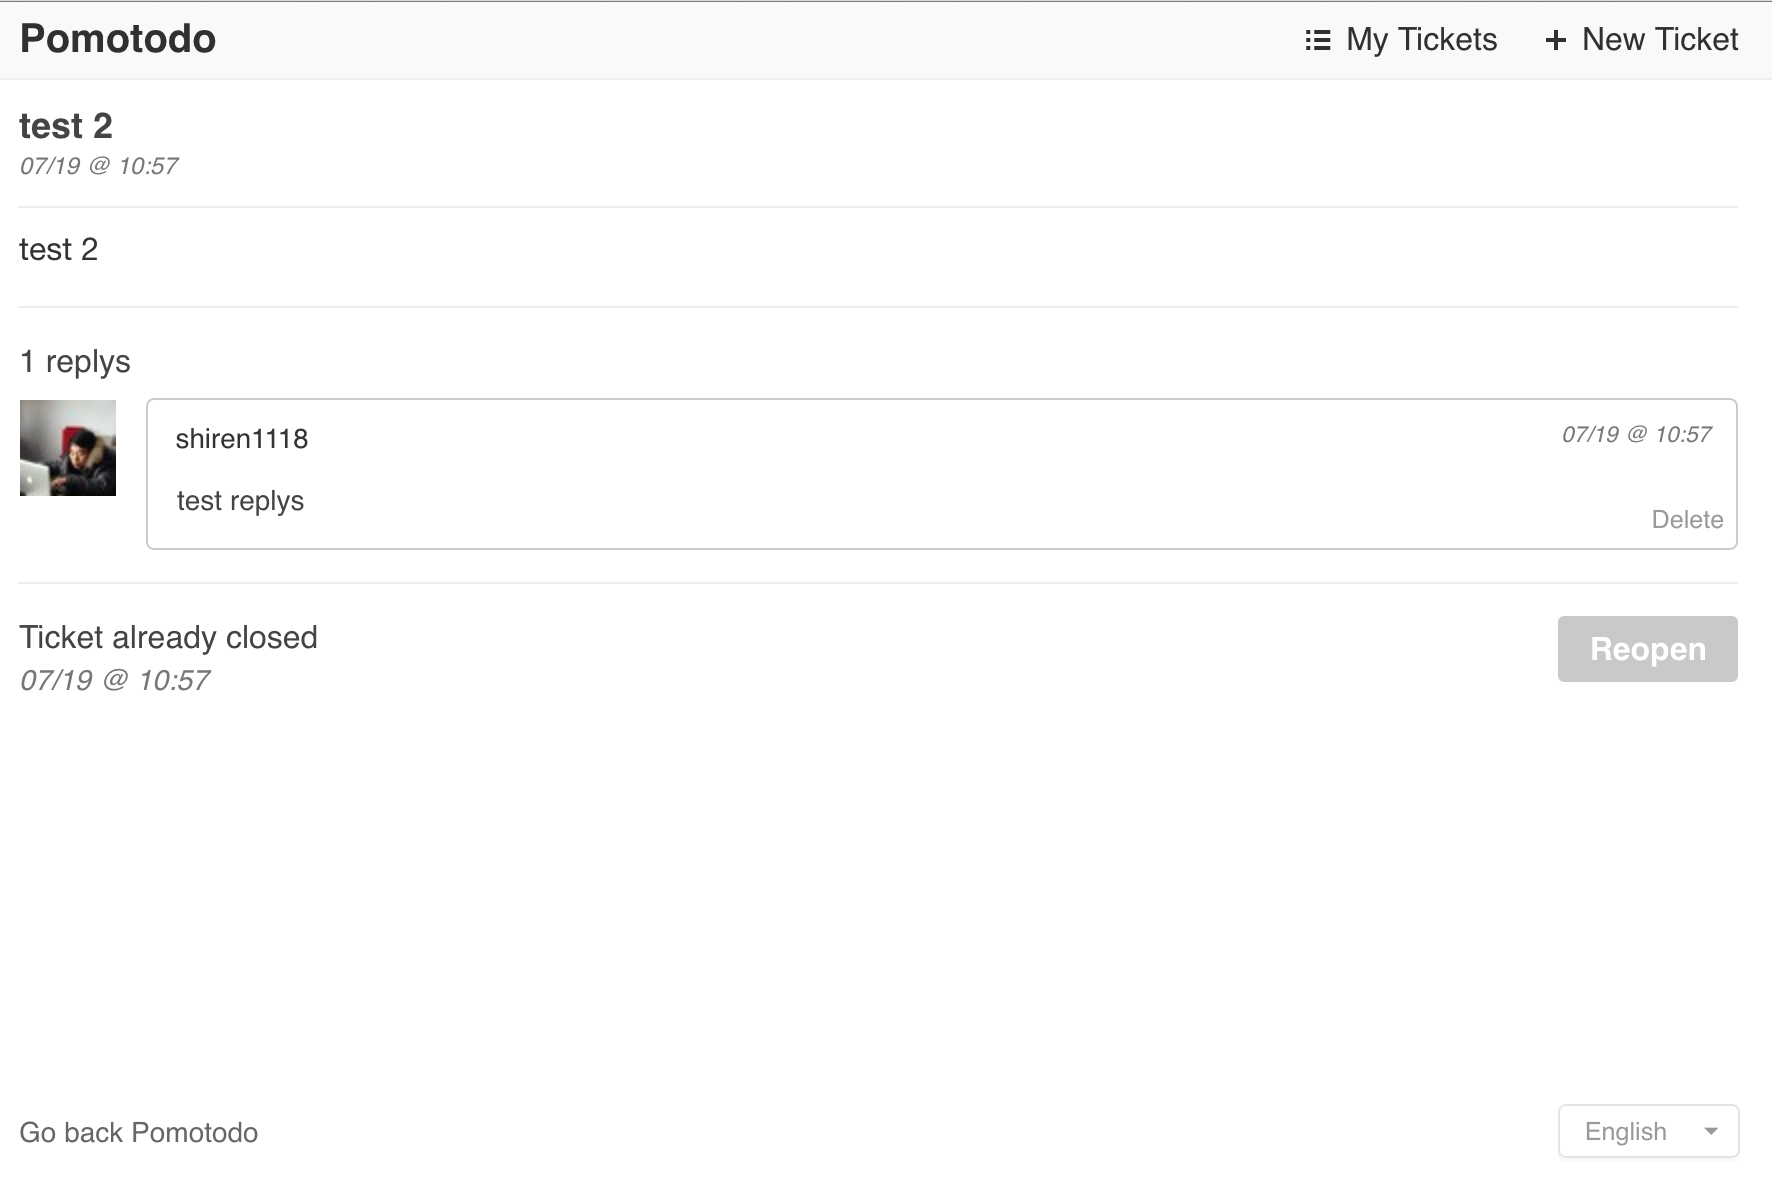 Pomotodo
My Tickets
New Ticket
test 2
07/19 @ 10:57
test 2
1 replys
shiren1118
07/19 @ 10:57
test replys
Delete
Ticket already closed
Reopen
07/19 @ 10:57
Go back Pomotodo
English